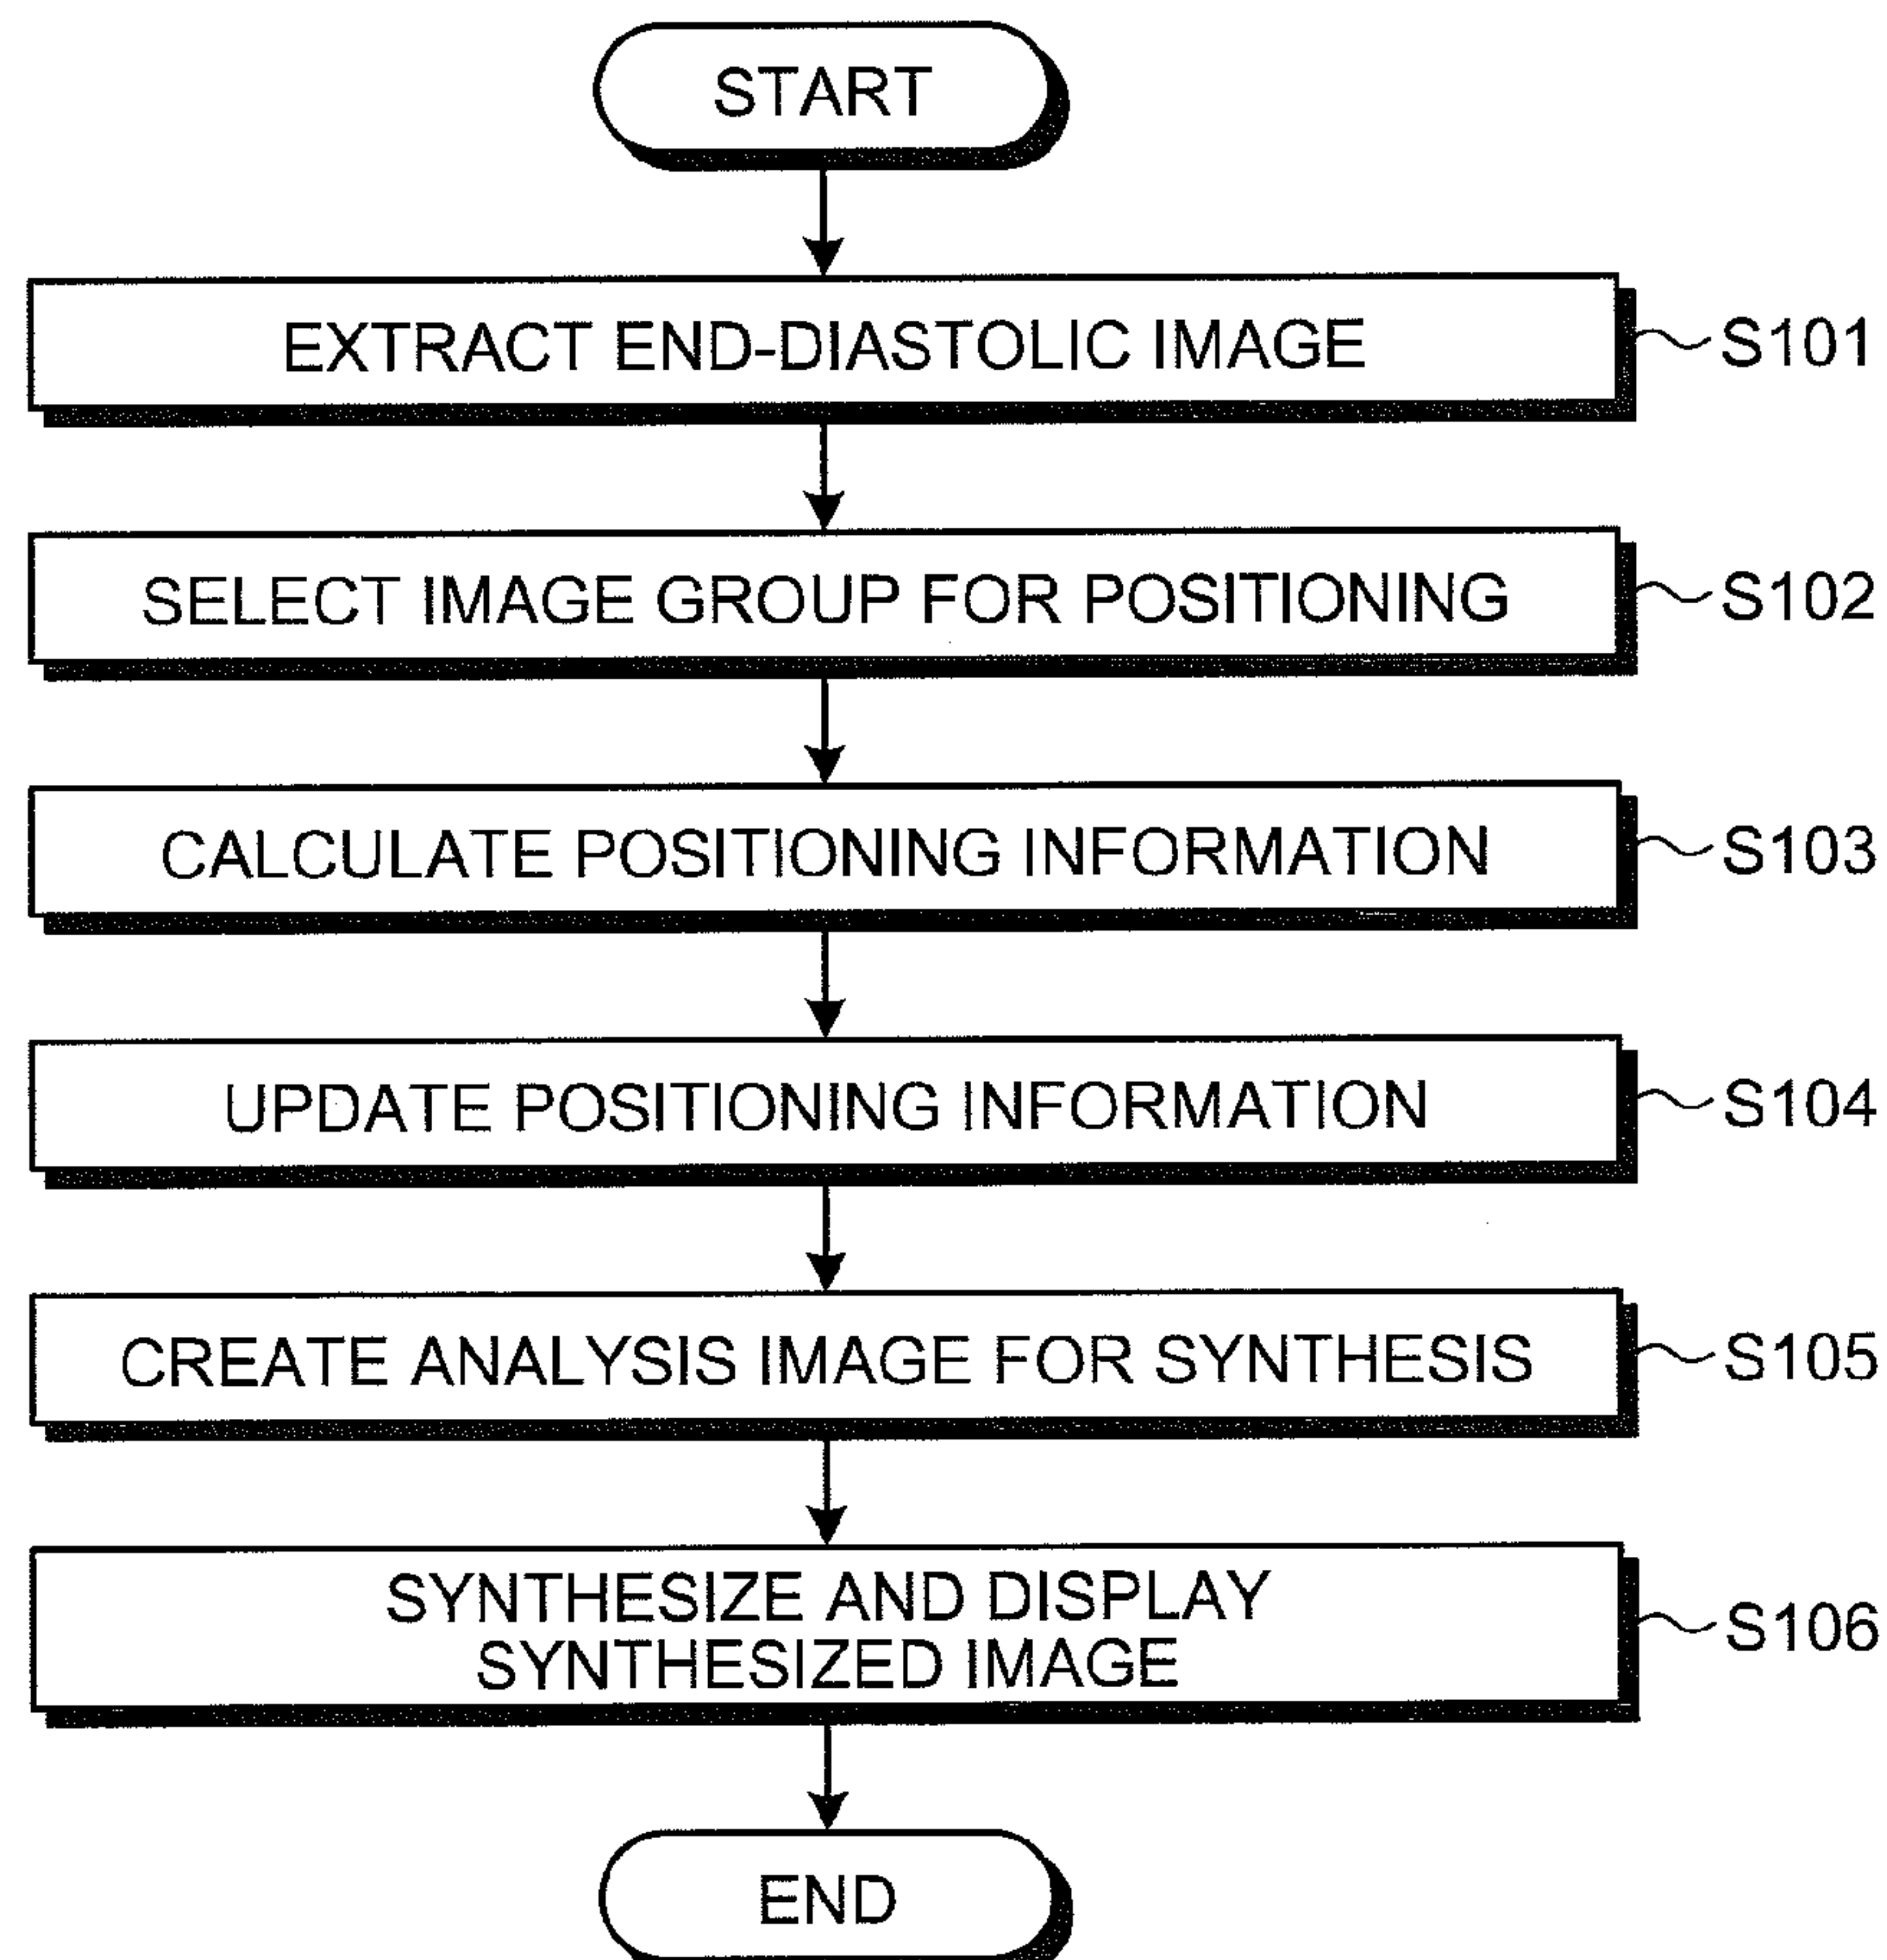 START
EXTRACT END-DIASTOLIC IMAGE
S101
SELECT IMAGE GROUP FOR POSITIONING
S102
CALCULATE POSITIONING INFORMATION
S103
UPDATE POSITIONING INFORMATION
S104
CREATE ANALYSIS IMAGE FOR SYNTHESIS
S105
SYNTHESIZE AND DISPLAY
SYNTHESIZED IMAGE
S106
END